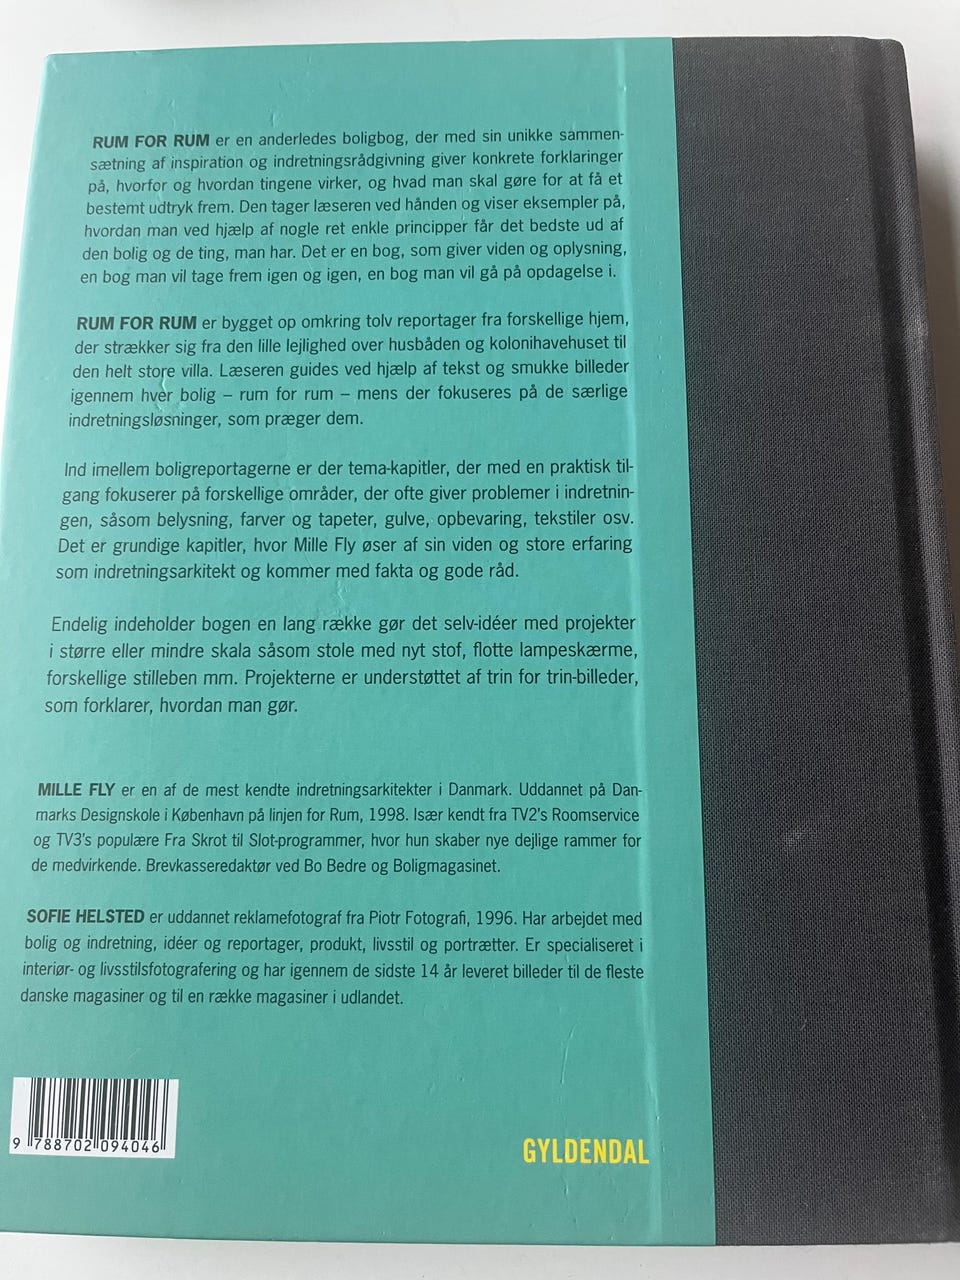 RUM FOR RUM er en anderledes boligbog, der med sin unikke sammen-
sætning af inspiration og indretningsrådgivning giver konkrete forklaringer
på, hvorfor og hvordan tingene virker, og hvad man skal gøre for at få et
bestemt udtryk frem. Den tager læseren ved hånden og viser eksempler på,
hvordan man ved hjælp af nogle ret enkle principper får det bedste ud af
den bolig og de ting, man har. Det er en bog, som giver viden og oplysning,
en bog man vil tage frem igen og igen, en bog man vil gå på opdagelse i.
RUM FOR RUM er bygget op omkring tolv reportager fra forskellige hjem,
der strækker sig fra den lille lejlighed over husbåden og kolonihavehuset til
den helt store villa. Læseren guides ved hjælp af tekst og smukke billeder
igennem hver bolig – rum for rum – mens der fokuseres på de særlige
indretningsløsninger, som præger dem.
Ind imellem boligreportagerne er der tema-kapitler, der med en praktisk til-
gang fokuserer på forskellige områder, der ofte giver problemer i indretnin-
gen, såsom belysning, farver og tapeter, gulve, opbevaring, tekstiler osv.
Det er grundige kapitler, hvor Mille Fly øser af sin viden og store erfaring
som indretningsarkitekt og kommer med fakta og gode råd.
Endelig indeholder bogen en lang række gør det selv-idéer med projekter
i større eller mindre skala såsom stole med nyt stof, flotte lampeskærme,
forskellige stilleben mm. Projekterne er understøttet af trin for trin-billeder,
som forklarer, hvordan man gør.
MILLE FLY er en af de mest kendte indretningsarkitekter i Danmark. Uddannet på Dan-
marks Designskole i København på linjen for Rum, 1998. Især kendt fra TV2's Roomservice
og TV3's populære Fra Skrot til Slot-programmer, hvor hun skaber nye dejlige rammer for
de medvirkende. Brevkasseredaktør ved Bo Bedre og Boligmagasinet.
SOFIE HELSTED er uddannet reklamefotograf fra Piotr Fotografi, 1996. Har arbejdet med
bolig og indretning, idéer og reportager, produkt, livsstil og portrætter. Er specialiseret i
interiør- og livsstilsfotografering og har igennem de sidste 14 år leveret billeder til de fleste
danske magasiner og til en række magasiner i udlandet.
9 788702 094046
GYLDENDAL